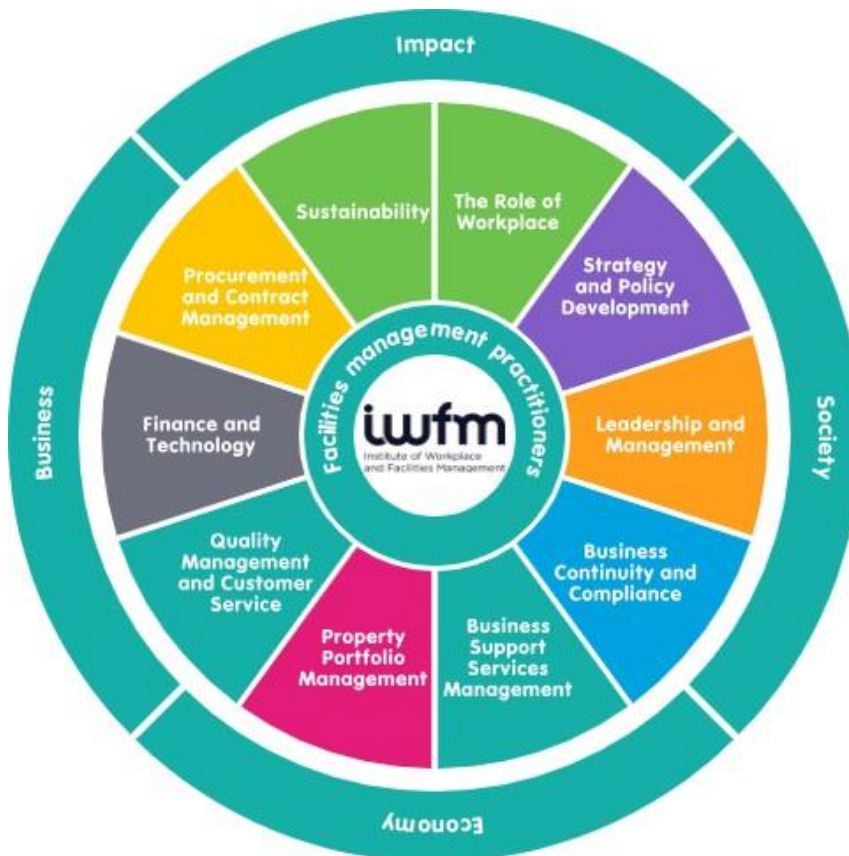 Impact
Society
Economy
Business
The Role of
Workplace
Strategy
and Policy
Development
Leadership and
Management
Business
Continuity and
Compliance
Business
Support
Services
Management
Property
Portfolio
Management
Quality
Management
and Customer
Service
Finance and
Technology
Procurement
and Contract
Management
Sustainability
Facilities management practitioners
iwfm
Institute of Workplace
and Facilities Management